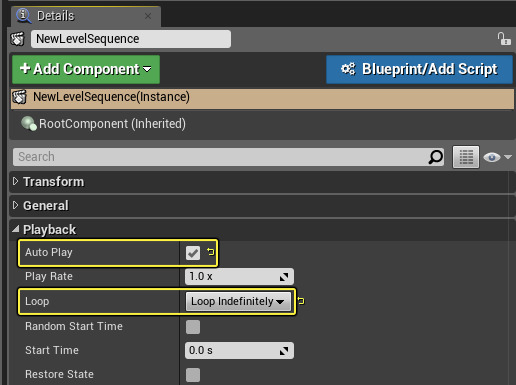 Details
NewLevelSequence
Add Component
Blueprint/Add Script
NewLevelSequence(Instance)
RootComponent (Inherited)
Search
Transform
General
Playback
Auto Play
Play Rate 1.0 x
Loop Loop Indefinitely
Random Start Time
Start Time 0.0 s
Restore State